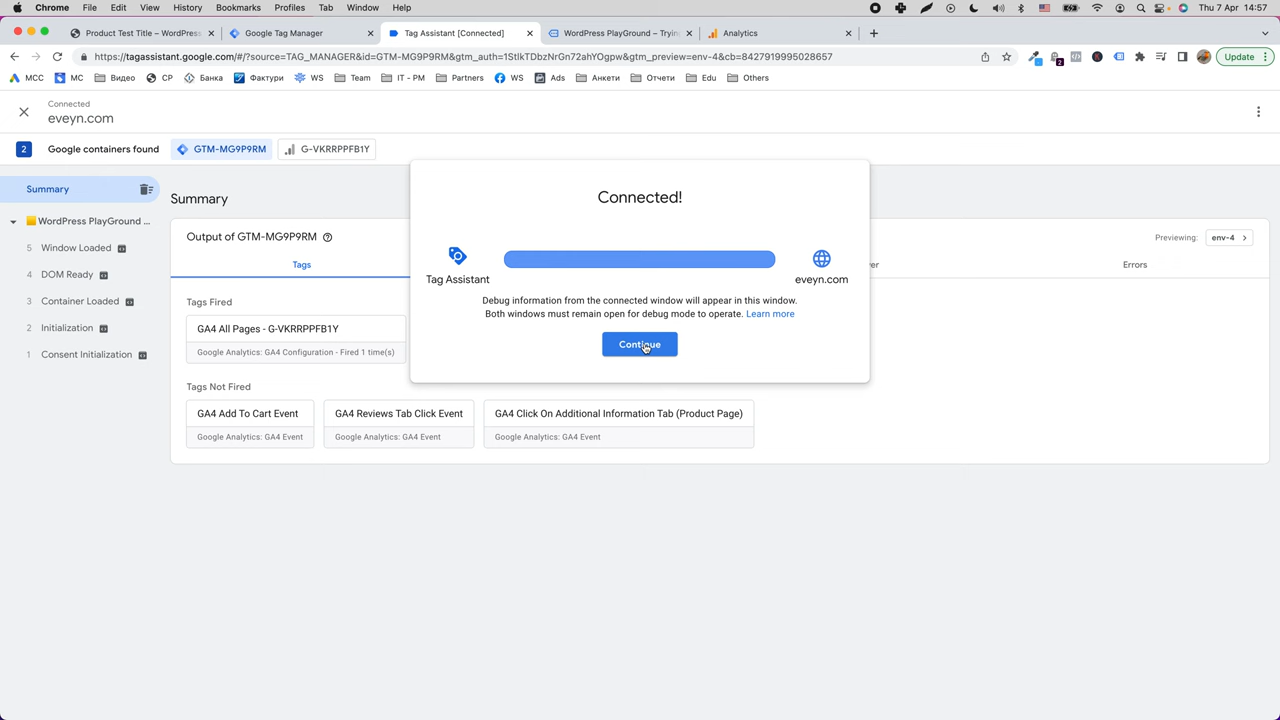 Chrome File Edit View History Bookmarks Profiles Tab Window Help Thu 7 Apr 14:57
Product Test Title – WordPress Google Tag Manager Tag Assistant [Connected] WordPress PlayGround – Tryin Analytics
https://tagassistant.google.com/#/?source=TAG_MANAGER&id=GTM-MG9P9RM&gtm_auth=1StlkTDbzNrGn72ahYOgpw&gtm_preview=env-4&cb=8427919995028657 Update
МСС МС Видео CP Банка Фактури WS Team IT - PM Partners WS Ads Анкети Отчети Edu Others
Connected
eveyn.com
2 Google containers found GTM-MG9P9RM G-VKRRPPFB1Y
Summary
WordPress PlayGround ...
5 Window Loaded
4 DOM Ready
3 Container Loaded
2 Initialization
1 Consent Initialization
Summary
Output of GTM-MG9P9RM
Previewing: env-4
Tags
er
Errors
Tags Fired
GA4 All Pages - G-VKRRPPFB1Y
Google Analytics: GA4 Configuration - Fired 1 time(s)
Tags Not Fired
GA4 Add To Cart Event
Google Analytics: GA4 Event
GA4 Reviews Tab Click Event
Google Analytics: GA4 Event
GA4 Click On Additional Information Tab (Product Page)
Google Analytics: GA4 Event
Connected!
Tag Assistant
eveyn.com
Debug information from the connected window will appear in this window.
Both windows must remain open for debug mode to operate. Learn more
Continue